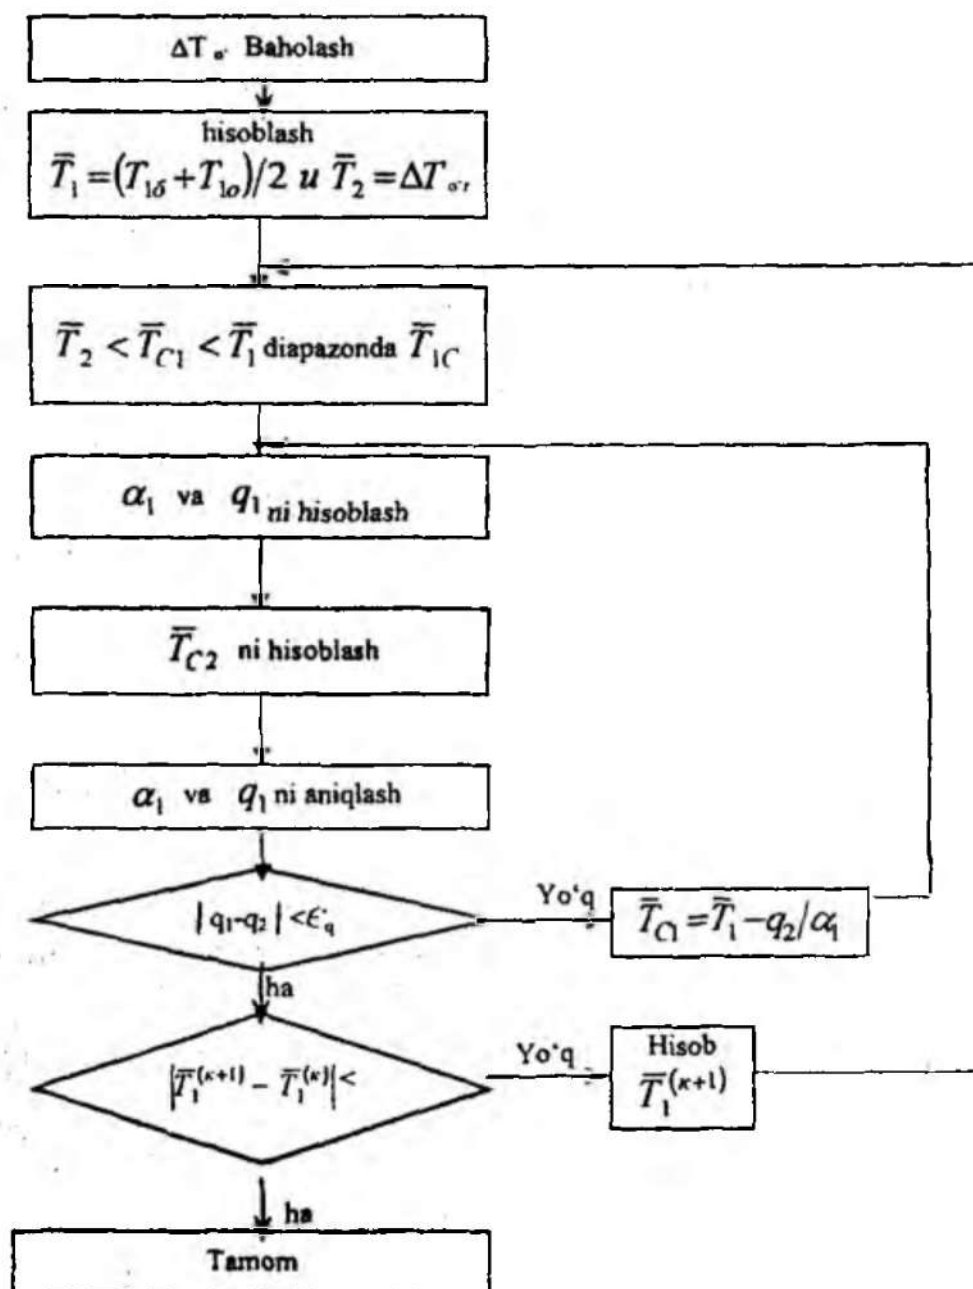 ΔT o' Baholash
hisoblash
T̿₁ = (T₁б + T₁о)/2 и T̿₂ = ΔT o'r
T̿₂ < T̿C1 < T̿₁ diapazonda T̿1C
α₁ va q₁ ni hisoblash
T̿C2 ni hisoblash
α₁ va q₁ ni aniqlash
| q₁-q₂ | <Є'q
Yo'q
T̿C1 = T̿₁ − q₂/α₁
ha
|T̿₁^(к+1) − T̿₁^(к)| <
Yo'q
Hisob
T̿₁^(к+1)
ha
Tamom